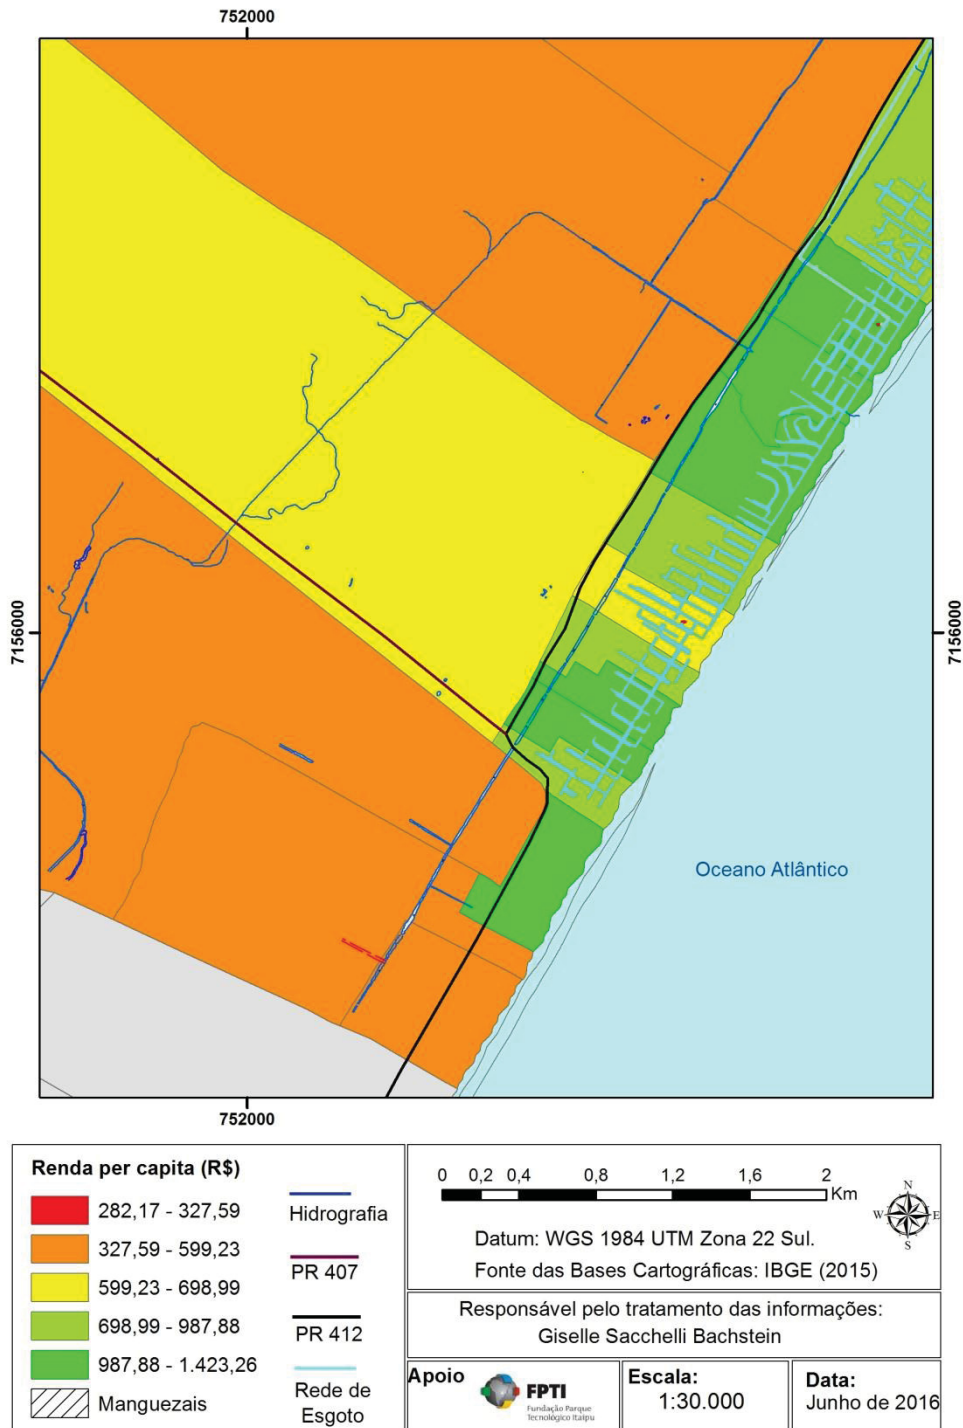 752000
7156000
7156000
Oceano Atlântico
752000
Renda per capita (R$)
282,17 - 327,59
327,59 - 599,23
599,23 - 698,99
698,99 - 987,88
987,88 - 1.423,26
Manguezais
Hidrografia
PR 407
PR 412
Rede de
Esgoto
0 0,2 0,4 0,8 1,2 1,6 2
Km
N
W E
S
Datum: WGS 1984 UTM Zona 22 Sul.
Fonte das Bases Cartográficas: IBGE (2015)
Responsável pelo tratamento das informações:
Giselle Sacchelli Bachstein
Apoio
FPTI
Fundação Parque
Tecnológico Itaipu
Escala:
1:30.000
Data:
Junho de 2016